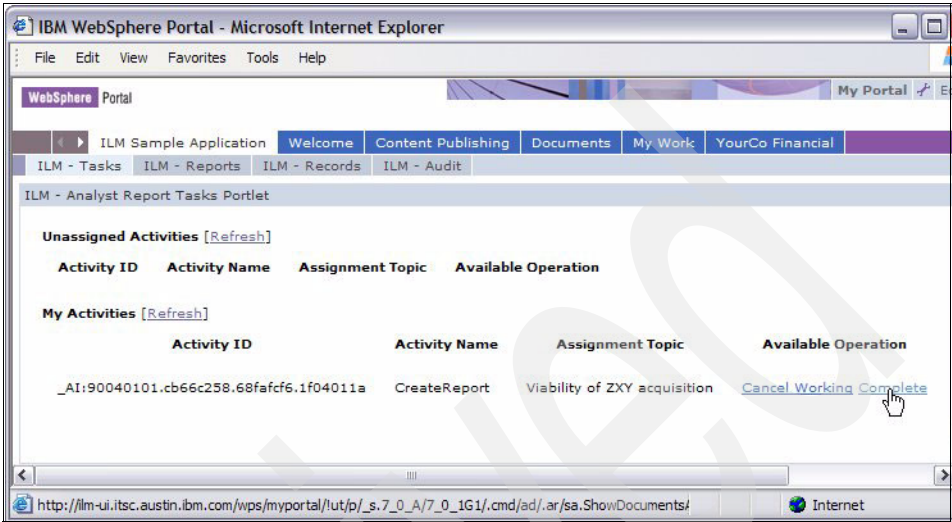 IBM WebSphere Portal - Microsoft Internet Explorer
File Edit View Favorites Tools Help
WebSphere Portal
My Portal
ILM Sample Application Welcome Content Publishing Documents My Work YourCo Financial
ILM - Tasks ILM - Reports ILM - Records ILM - Audit
ILM - Analyst Report Tasks Portlet
Unassigned Activities [Refresh]
Activity ID Activity Name Assignment Topic Available Operation
My Activities [Refresh]
Activity ID Activity Name Assignment Topic Available Operation
_AI:90040101.cb66c258.68fafcf6.1f04011a CreateReport Viability of ZXY acquisition Cancel Working Complete
http://ilm-ui.itsc.austin.ibm.com/wps/myportal/!ut/p/_s.7_0_A/7_0_1G1/.cmd/ad/.ar/sa.ShowDocuments/ Internet